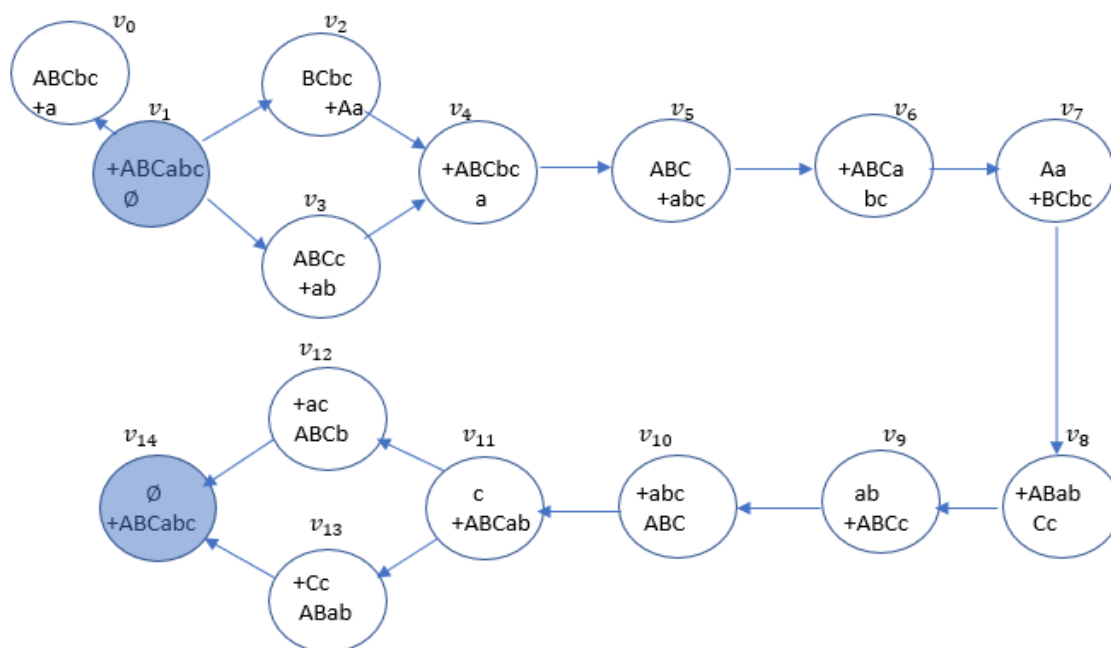 v₀
ABCbc
+a
v₁
+ABCabc
Ø
v₂
BCbc
+Aa
v₃
ABCc
+ab
v₄
+ABCbc
a
v₅
ABC
+abc
v₆
+ABCa
bc
v₇
Aa
+BCbc
v₈
+ABab
Cc
v₉
ab
+ABCc
v₁₀
+abc
ABC
v₁₁
c
+ABCab
v₁₂
+ac
ABCb
v₁₃
+Cc
ABab
v₁₄
Ø
+ABCabc